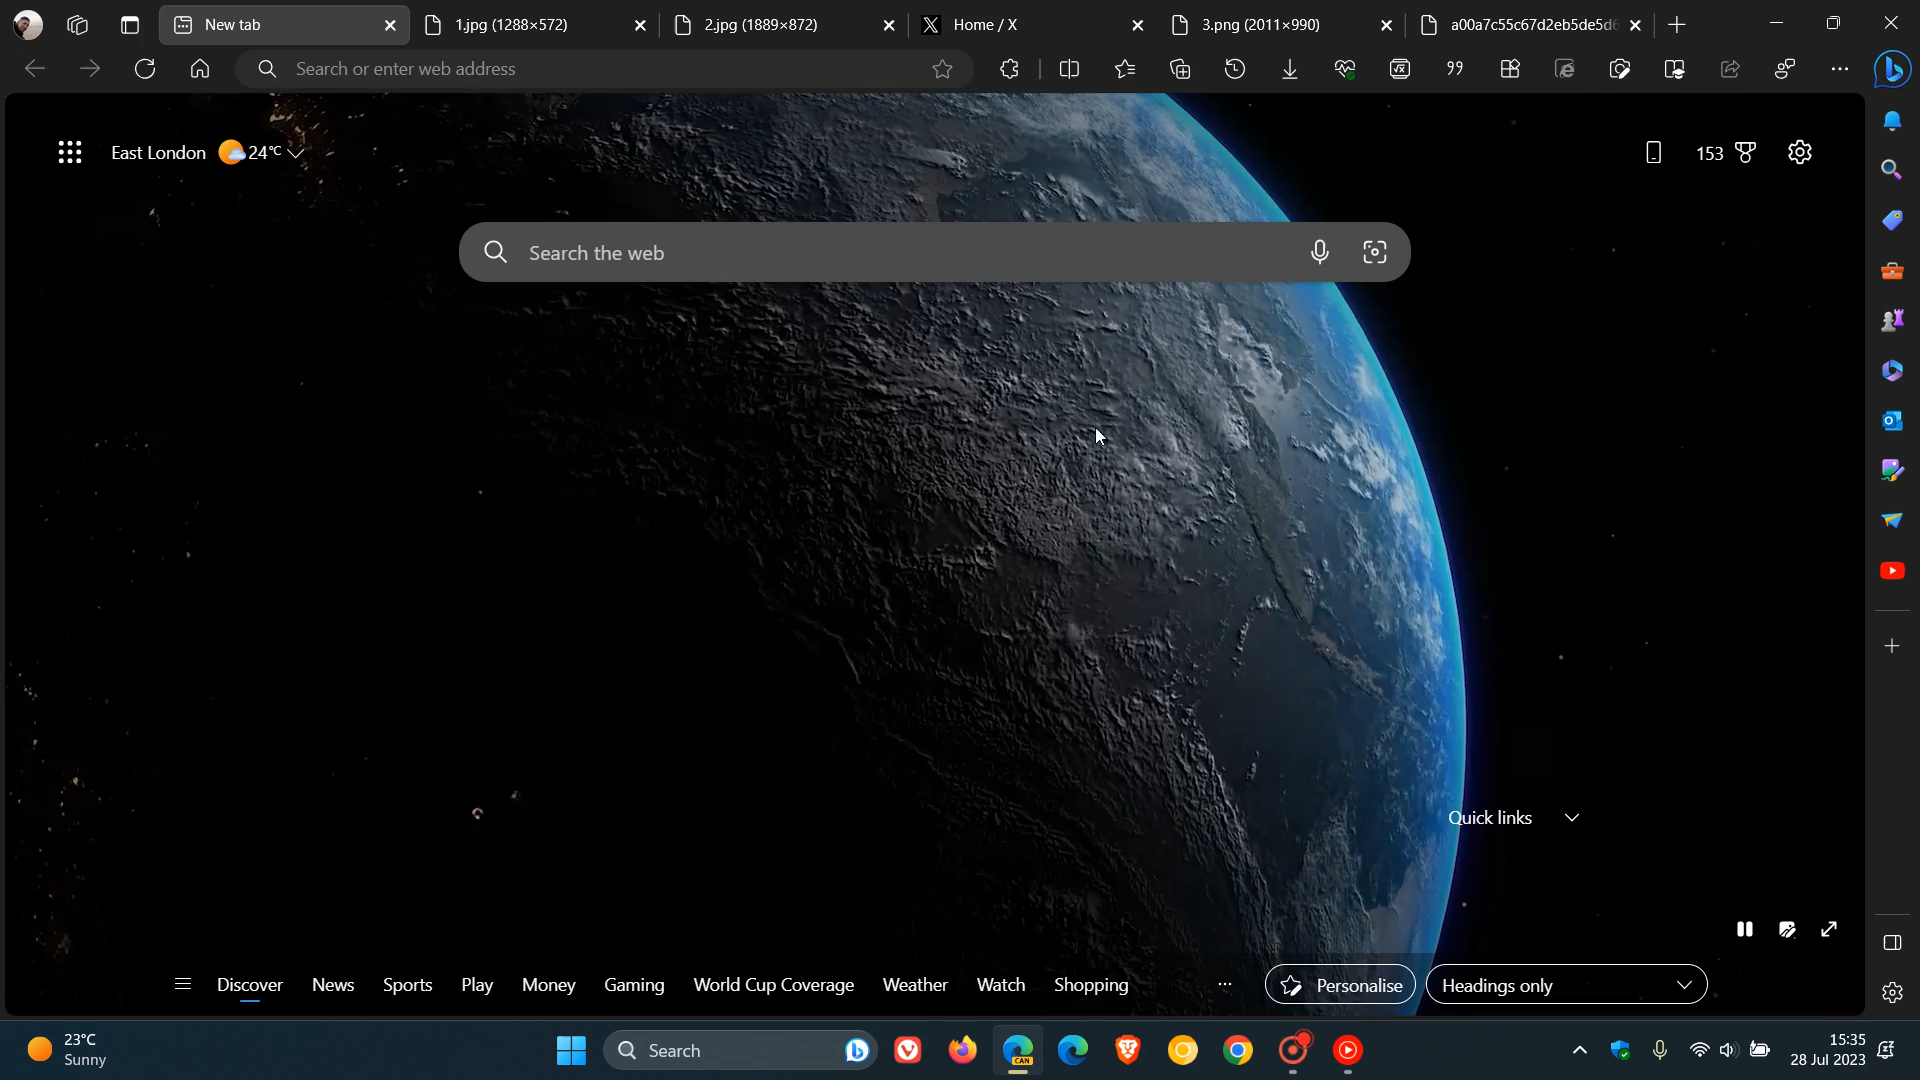 New tab
1.jpg (1288×572)
2.jpg (1889×872)
Home / X
3.png (2011×990)
a00a7c55c67d2eb5de5d6
Search or enter web address
East London
24°C
153
Search the web
Quick links
Discover
News
Sports
Play
Money
Gaming
World Cup Coverage
Weather
Watch
Shopping
...
Personalise
Headings only
23°C
Sunny
Search
CAN
15:35
28 Jul 2023